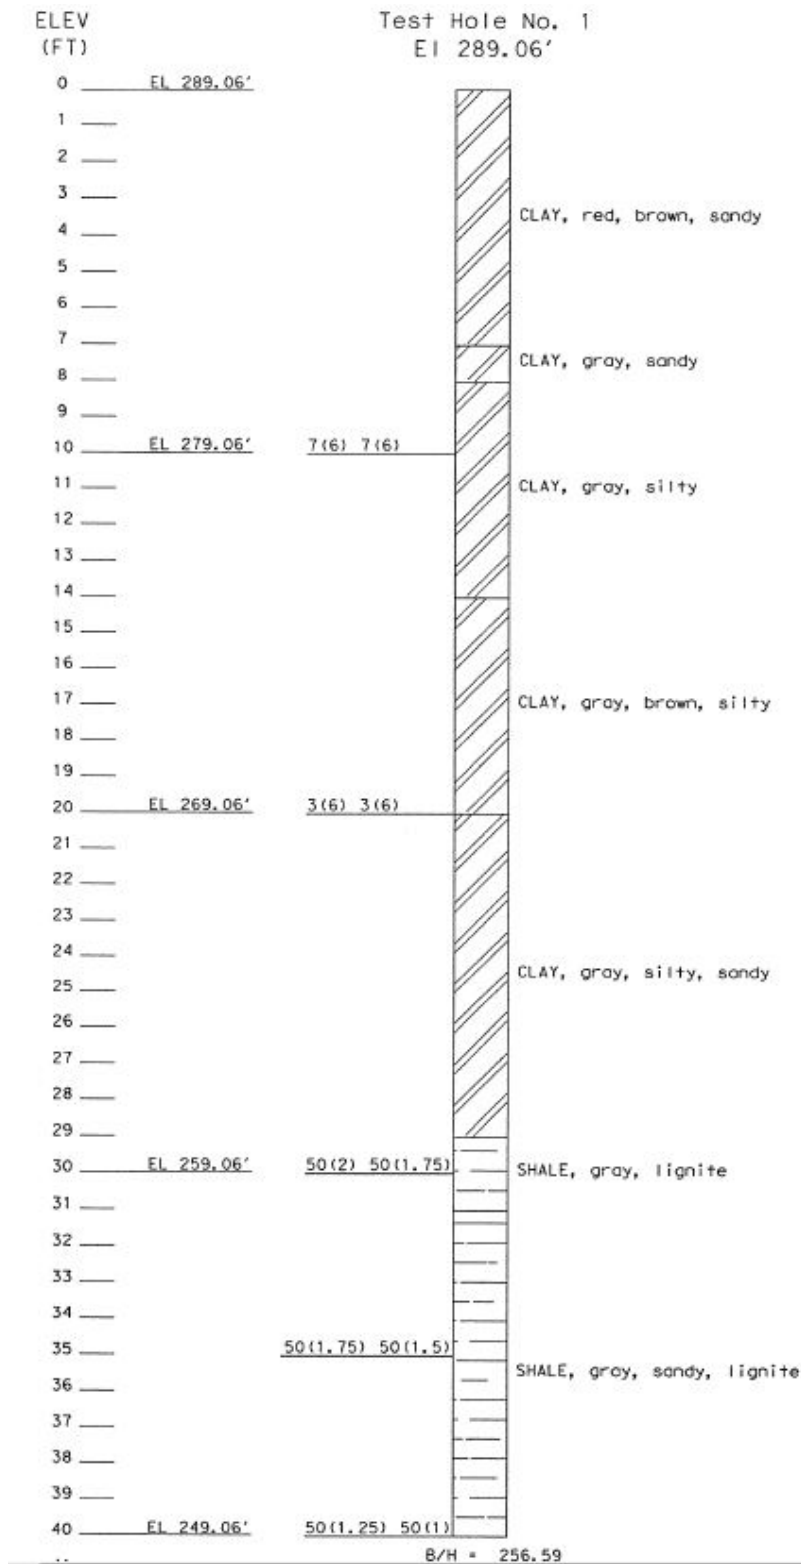 ELEV Test Hole No. 1
(FT) El 289.06'
0 EL 289.06'
1
2
3
CLAY, red, brown, sandy
4
5
6
7
CLAY, gray, sandy
8
9
10 EL 279.06' 7(6) 7(6)
11 CLAY, gray, silty
12
13
14
15
16
17 CLAY, gray, brown, silty
18
19
20 EL 269.06' 3(6) 3(6)
21
22
23
24
CLAY, gray, silty, sandy
25
26
27
28
29
30 EL 259.06' 50(2) 50(1.75) SHALE, gray, lignite
31
32
33
34
35 50(1.75) 50(1.5)
SHALE, gray, sandy, lignite
36
37
38
39
40 EL 249.06' 50(1.25) 50(1)
B/H = 256.59